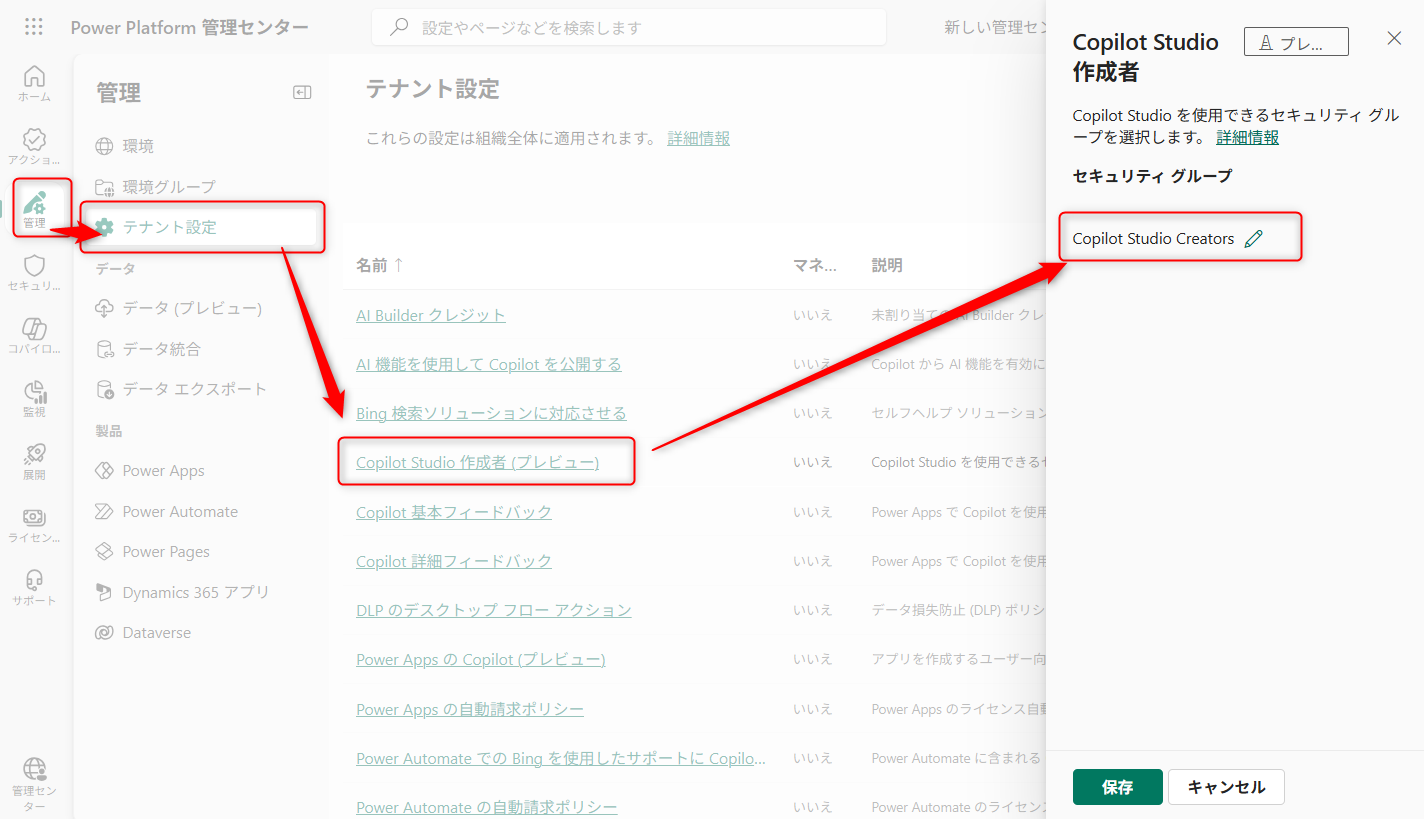 Power Platform 管理センター
設定やページなどを検索します
新しい管理セン
ホーム
アクショ...
管理
セキュリ...
コパイロ...
監視
展開
ライセン...
サポート
管理セン
ター
管理
環境
環境グループ
テナント設定
データ
データ (プレビュー)
データ統合
データ エクスポート
製品
Power Apps
Power Automate
Power Pages
Dynamics 365 アプリ
Dataverse
テナント設定
これらの設定は組織全体に適用されます。 詳細情報
名前 ↑ マネ... 説明
AI Builder クレジット いいえ 未割り当ての AI Builder クレ
AI 機能を使用して Copilot を公開する いいえ Copilot から AI 機能を有効に
Bing 検索ソリューションに対応させる いいえ セルフヘルプ ソリューション
Copilot Studio 作成者 (プレビュー) いいえ Copilot Studio を使用できるセ
Copilot 基本フィードバック いいえ Power Apps で Copilot を使用
Copilot 詳細フィードバック いいえ Power Apps で Copilot を使用
DLP のデスクトップ フロー アクション いいえ データ損失防止 (DLP) ポリシ
Power Apps の Copilot (プレビュー) いいえ アプリを作成するユーザー向
Power Apps の自動請求ポリシー いいえ Power Apps のライセンス自動
Power Automate での Bing を使用したサポートに Copilo... いいえ Power Automate に含まれる
Power Automate の自動請求ポリシー いいえ Power Automate のライセン
Copilot Studio
作成者
プレ...
Copilot Studio を使用できるセキュリティ グル
ープを選択します。 詳細情報
セキュリティ グループ
Copilot Studio Creators
保存
キャンセル